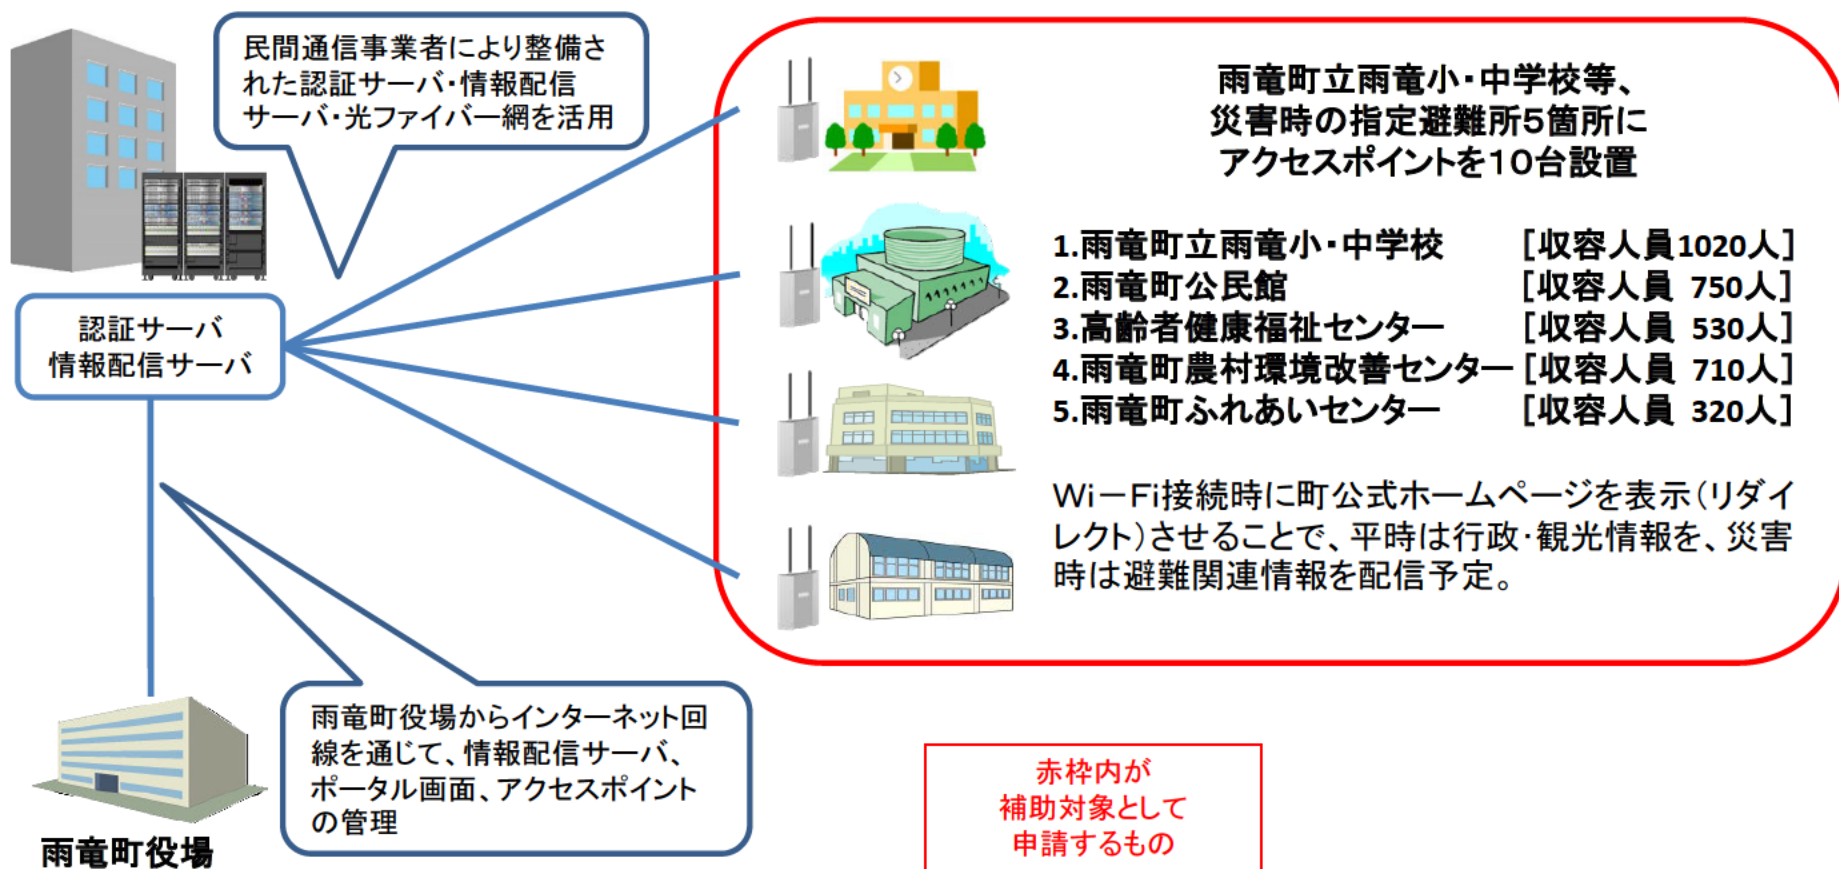 民間通信事業者により整備さ
れた認証サーバ・情報配信
サーバ・光ファイバー網を活用
認証サーバ
情報配信サーバ
雨竜町立雨竜小・中学校等、
災害時の指定避難所5箇所に
アクセスポイントを10台設置
1.雨竜町立雨竜小・中学校 [収容人員1020人]
2.雨竜町公民館 [収容人員 750人]
3.高齢者健康福祉センター [収容人員 530人]
4.雨竜町農村環境改善センター [収容人員 710人]
5.雨竜町ふれあいセンター [収容人員 320人]
Wi－Fi接続時に町公式ホームページを表示(リダイ
レクト)させることで、平時は行政・観光情報を、災害
時は避難関連情報を配信予定。
雨竜町役場からインターネット回
線を通じて、情報配信サーバ、
ポータル画面、アクセスポイント
の管理
雨竜町役場
赤枠内が
補助対象として
申請するもの